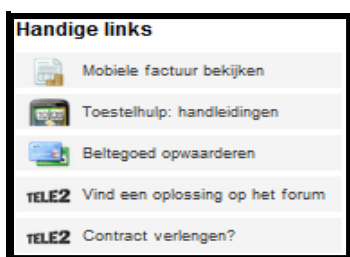 Handige links
Mobiele factuur bekijken
Toestelhulp: handleidingen
Beltegoed opwaarderen
TELE2 Vind een oplossing op het forum
TELE2 Contract verlengen?